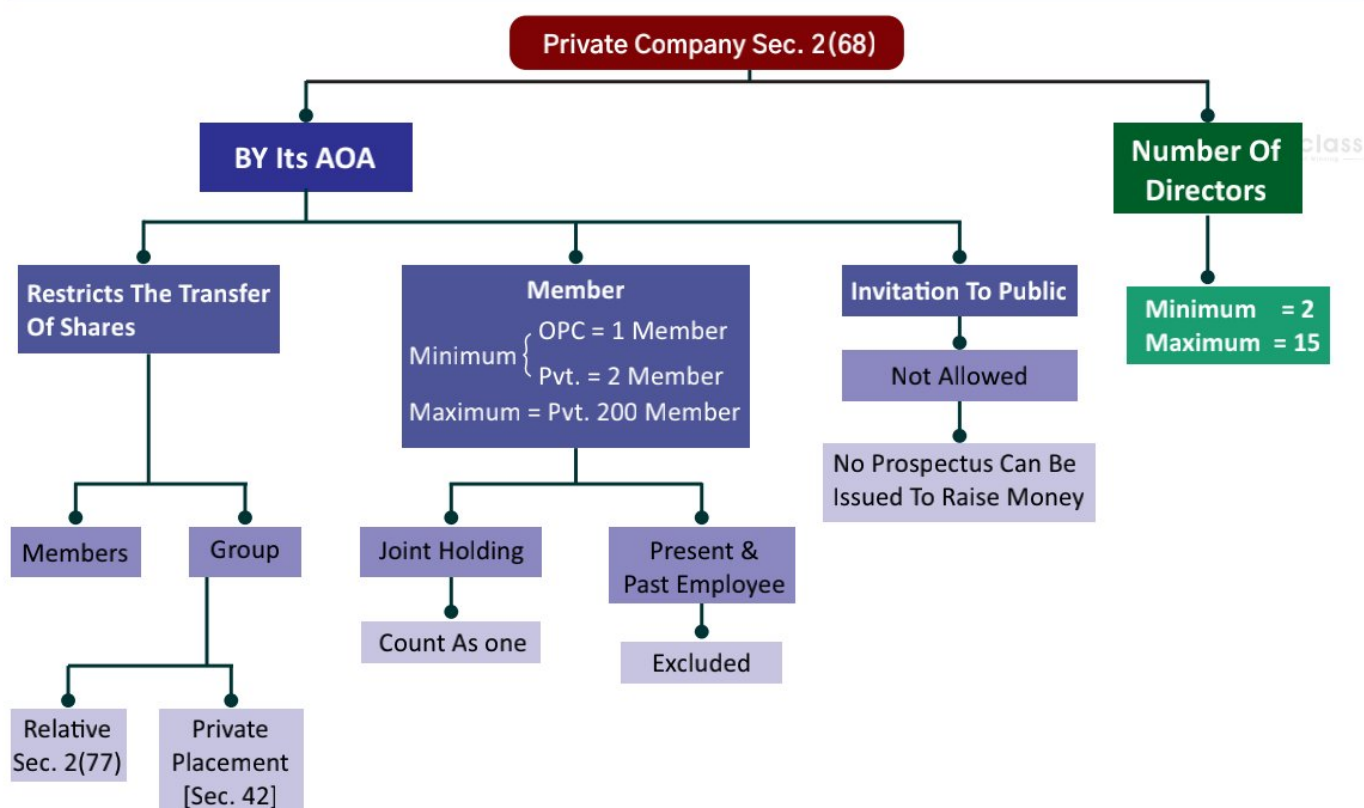 Private Company Sec. 2(68)
BY Its AOA
Number Of
Directors
class
Restricts The Transfer
Of Shares
Member
Minimum { OPC = 1 Member
Pvt. = 2 Member
Maximum = Pvt. 200 Member
Invitation To Public
Minimum = 2
Maximum = 15
Not Allowed
No Prospectus Can Be
Issued To Raise Money
Members
Group
Joint Holding
Present &
Past Employee
Count As one
Excluded
Relative
Sec. 2(77)
Private
Placement
[Sec. 42]